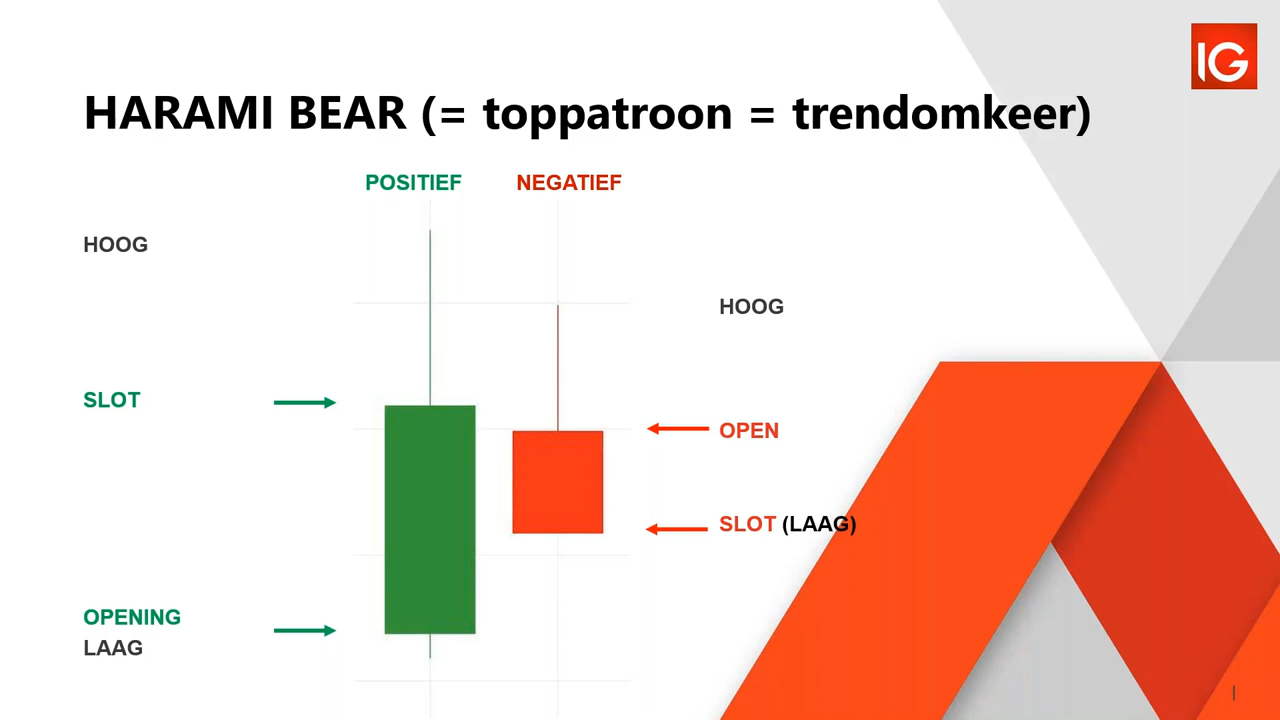 IG
HARAMI BEAR (= toppatroon = trendomkeer)
POSITIEF NEGATIEF
HOOG
HOOG
SLOT
OPEN
SLOT (LAAG)
OPENING
LAAG